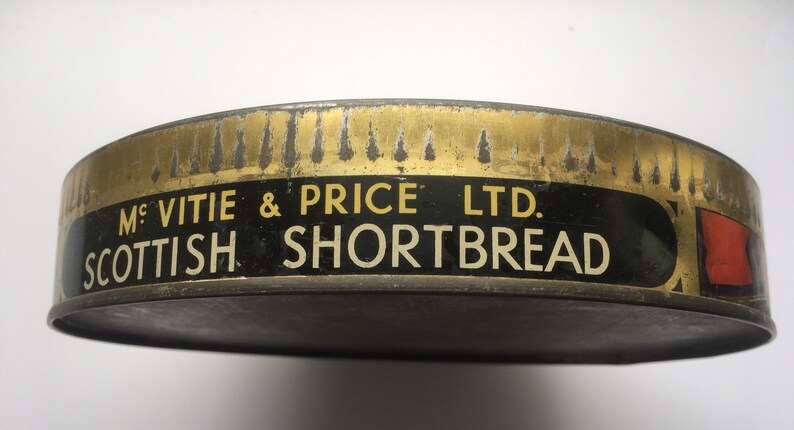 Mc VITIE & PRICE LTD.
SCOTTISH SHORTBREAD